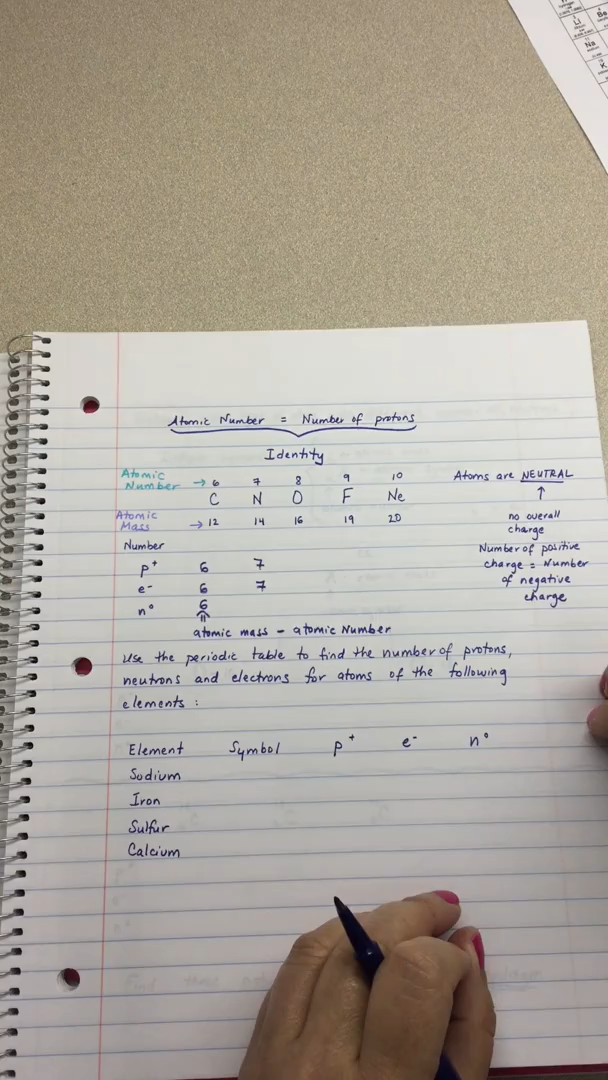 Li
Be
Na
K
Atomic Number = Number of protons
Identity
Atomic Number → 6 7 8 9 10
C N O F Ne
Atomic Mass → 12 14 16 19 20
Atoms are NEUTRAL
↑
no overall
charge
Number of positive
charge = Number
of negative
charge
Number
p⁺ 6 7
e⁻ 6 7
n° 6
atomic mass - atomic Number
Use the periodic table to find the number of protons,
neutrons and electrons for atoms of the following
elements :
Element Symbol p⁺ e⁻ n°
Sodium
Iron
Sulfur
Calcium